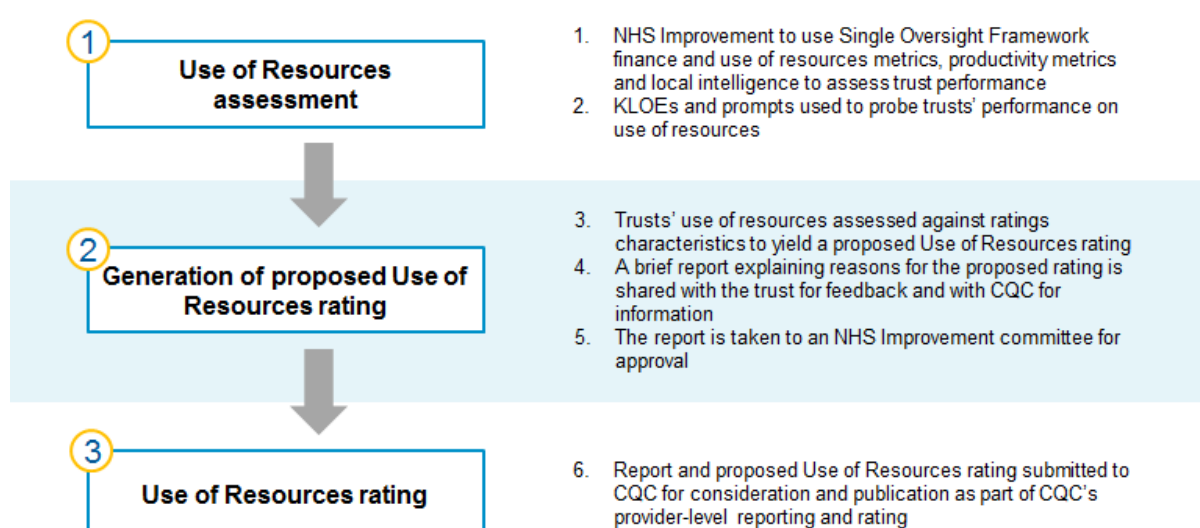 1
Use of Resources
assessment
1. NHS Improvement to use Single Oversight Framework
finance and use of resources metrics, productivity metrics
and local intelligence to assess trust performance
2. KLOEs and prompts used to probe trusts' performance on
use of resources
2
Generation of proposed Use of
Resources rating
3. Trusts' use of resources assessed against ratings
characteristics to yield a proposed Use of Resources rating
4. A brief report explaining reasons for the proposed rating is
shared with the trust for feedback and with CQC for
information
5. The report is taken to an NHS Improvement committee for
approval
3
Use of Resources rating
6. Report and proposed Use of Resources rating submitted to
CQC for consideration and publication as part of CQC's
provider-level reporting and rating